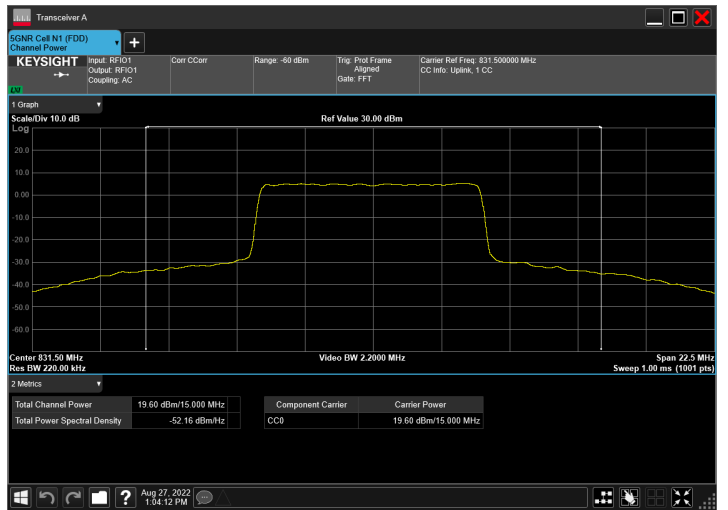 Transceiver A
5GNR Cell N1 (FDD)
Channel Power
+
KEYSIGHT
Input: RFIO1
Output: RFIO1
Coupling: AC
Corr CCorr
Range: -60 dBm
Trig: Prot Frame
Aligned
Gate: FFT
Carrier Ref Freq: 831.500000 MHz
CC Info: Uplink, 1 CC
LXI
1 Graph
Scale/Div 10.0 dB
Ref Value 30.00 dBm
Log
20.0
10.0
0.00
-10.0
-20.0
-30.0
-40.0
-50.0
-60.0
Center 831.50 MHz
Video BW 2.2000 MHz
Span 22.5 MHz
Res BW 220.00 kHz
Sweep 1.00 ms (1001 pts)
2 Metrics
Total Channel Power 19.60 dBm/15.000 MHz
Total Power Spectral Density -52.16 dBm/Hz
Component Carrier Carrier Power
CC0 19.60 dBm/15.000 MHz
?
Aug 27, 2022
1:04:12 PM